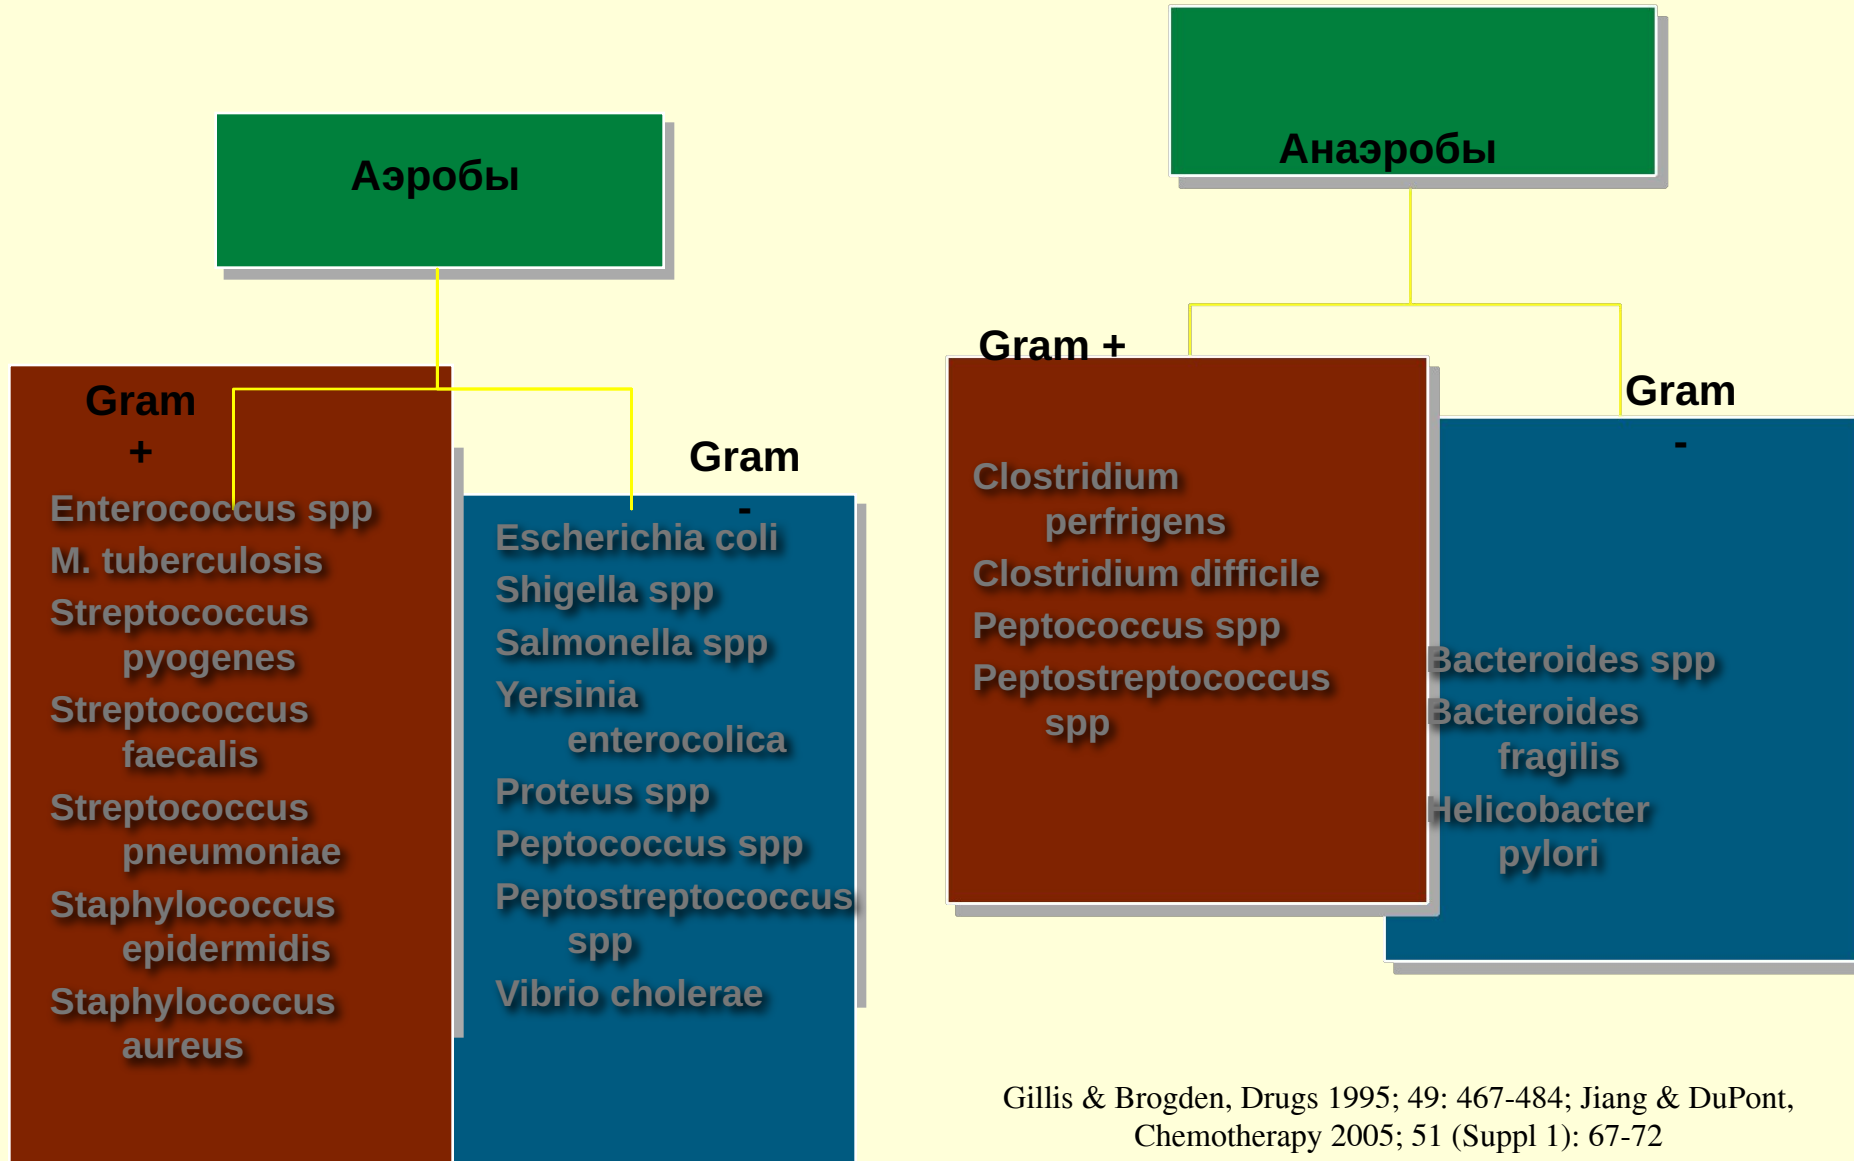 Аэробы
Gram
+
Enterococcus spp
M. tuberculosis
Streptococcus
pyogenes
Streptococcus
faecalis
Streptococcus
pneumoniae
Staphylococcus
epidermidis
Staphylococcus
aureus
Gram
-
Escherichia coli
Shigella spp
Salmonella spp
Yersinia
enterocolica
Proteus spp
Peptococcus spp
Peptostreptococcus
spp
Vibrio cholerae
Анаэробы
Gram +
Clostridium
perfrigens
Clostridium difficile
Peptococcus spp
Peptostreptococcus
spp
Gram
-
Bacteroides spp
Bacteroides
fragilis
Helicobacter
pylori
Gillis & Brogden, Drugs 1995; 49: 467-484; Jiang & DuPont,
Chemotherapy 2005; 51 (Suppl 1): 67-72